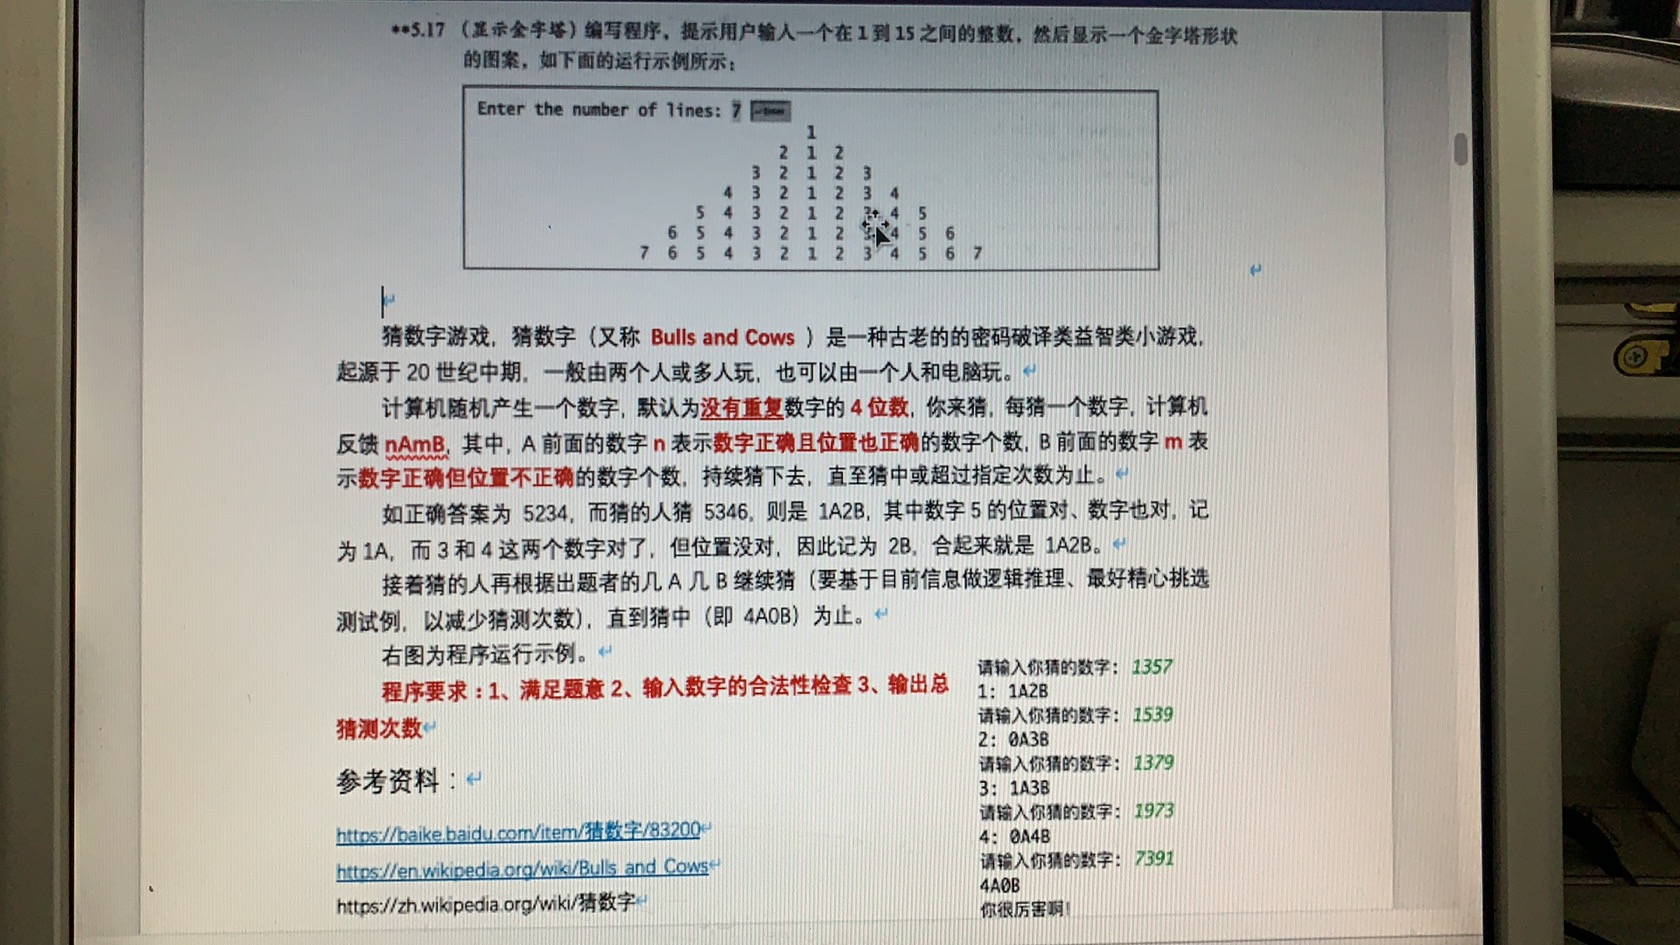 **5.17 （显示金字塔）编写程序，提示用户输入一个在1到15之间的整数，然后显示一个金字塔形状
的图案，如下面的运行示例所示：
Enter the number of lines: 7
1
2 1 2
3 2 1 2 3
4 3 2 1 2 3 4
5 4 3 2 1 2 3 4 5
6 5 4 3 2 1 2 3 4 5 6
7 6 5 4 3 2 1 2 3 4 5 6 7
猜数字游戏，猜数字（又称 Bulls and Cows ）是一种古老的的密码破译类益智类小游戏，
起源于 20 世纪中期，一般由两个人或多人玩，也可以由一个人和电脑玩。
计算机随机产生一个数字，默认为没有重复数字的 4 位数，你来猜，每猜一个数字，计算机
反馈 nAmB，其中，A 前面的数字 n 表示数字正确且位置也正确的数字个数，B 前面的数字 m 表
示数字正确但位置不正确的数字个数，持续猜下去，直至猜中或超过指定次数为止。
如正确答案为 5234，而猜的人猜 5346，则是 1A2B，其中数字 5 的位置对、数字也对，记
为 1A，而 3 和 4 这两个数字对了，但位置没对，因此记为 2B，合起来就是 1A2B。
接着猜的人再根据出题者的几 A 几 B 继续猜（要基于目前信息做逻辑推理、最好精心挑选
测试例，以减少猜测次数），直到猜中（即 4A0B）为止。
右图为程序运行示例。
程序要求：1、满足题意 2、输入数字的合法性检查 3、输出总
猜测次数
参考资料：
https://baike.baidu.com/item/猜数字/83200
https://en.wikipedia.org/wiki/Bulls_and_Cows
https://zh.wikipedia.org/wiki/猜数字
请输入你猜的数字：1357
1: 1A2B
请输入你猜的数字：1539
2: 0A3B
请输入你猜的数字：1379
3: 1A3B
请输入你猜的数字：1973
4: 0A4B
请输入你猜的数字：7391
4A0B
你很厉害啊!